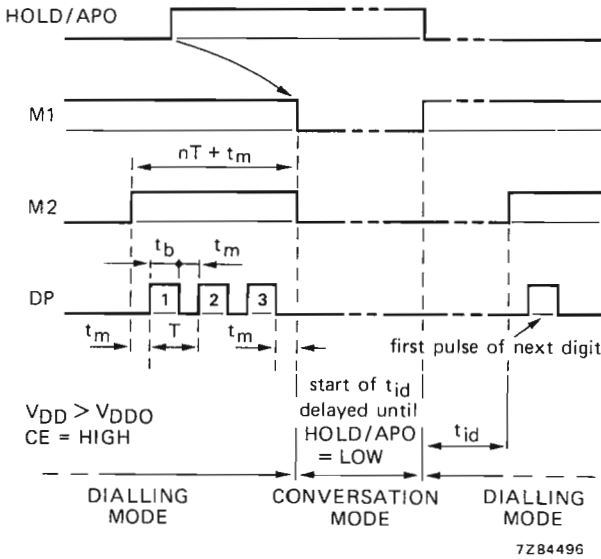 HOLD/APO
M1
nT + tm
M2
tb
tm
DP
1
2
3
tm
T
tm
first pulse of next digit
start of tid
delayed until
HOLD/APO
= LOW
tid
VDD > VDDO
CE = HIGH
DIALLING
MODE
CONVERSATION
MODE
DIALLING
MODE
7Z84496